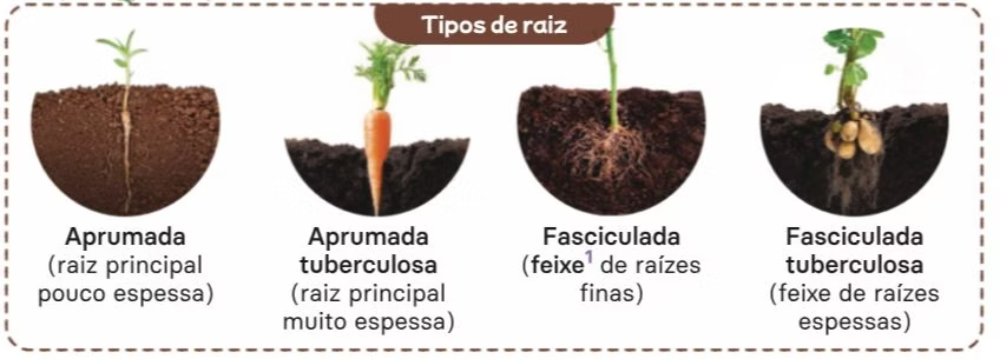 Tipos de raiz
Aprumada
(raiz principal
pouco espessa)
Aprumada
tuberculosa
(raiz principal
muito espessa)
Fasciculada
(feixe¹ de raízes
finas)
Fasciculada
tuberculosa
(feixe de raízes
espessas)